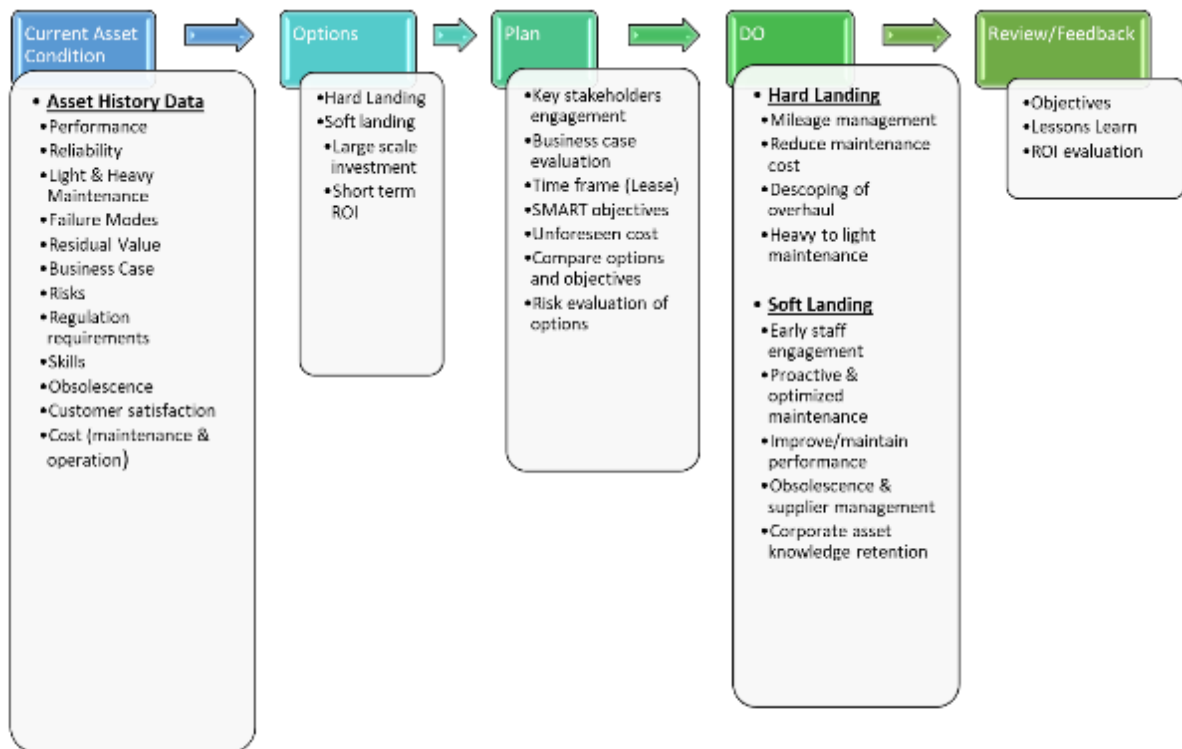 Current Asset
Condition
Options
Plan
DO
Review/Feedback
• Asset History Data
•Performance
•Reliability
•Light & Heavy
Maintenance
•Failure Modes
•Residual Value
•Business Case
•Risks
•Regulation
requirements
•Skills
•Obsolescence
•Customer satisfaction
•Cost (maintenance &
operation)
•Hard Landing
•Soft landing
•Large scale
investment
•Short term
ROI
•Key stakeholders
engagement
•Business case
evaluation
•Time frame (Lease)
•SMART objectives
•Unforeseen cost
•Compare options
and objectives
•Risk evaluation of
options
• Hard Landing
•Mileage management
•Reduce maintenance
cost
•Descoping of
overhaul
•Heavy to light
maintenance
• Soft Landing
•Early staff
engagement
•Proactive &
optimized
maintenance
•Improve/maintain
performance
•Obsolescence &
supplier management
•Corporate asset
knowledge retention
•Objectives
•Lessons Learn
•ROI evaluation